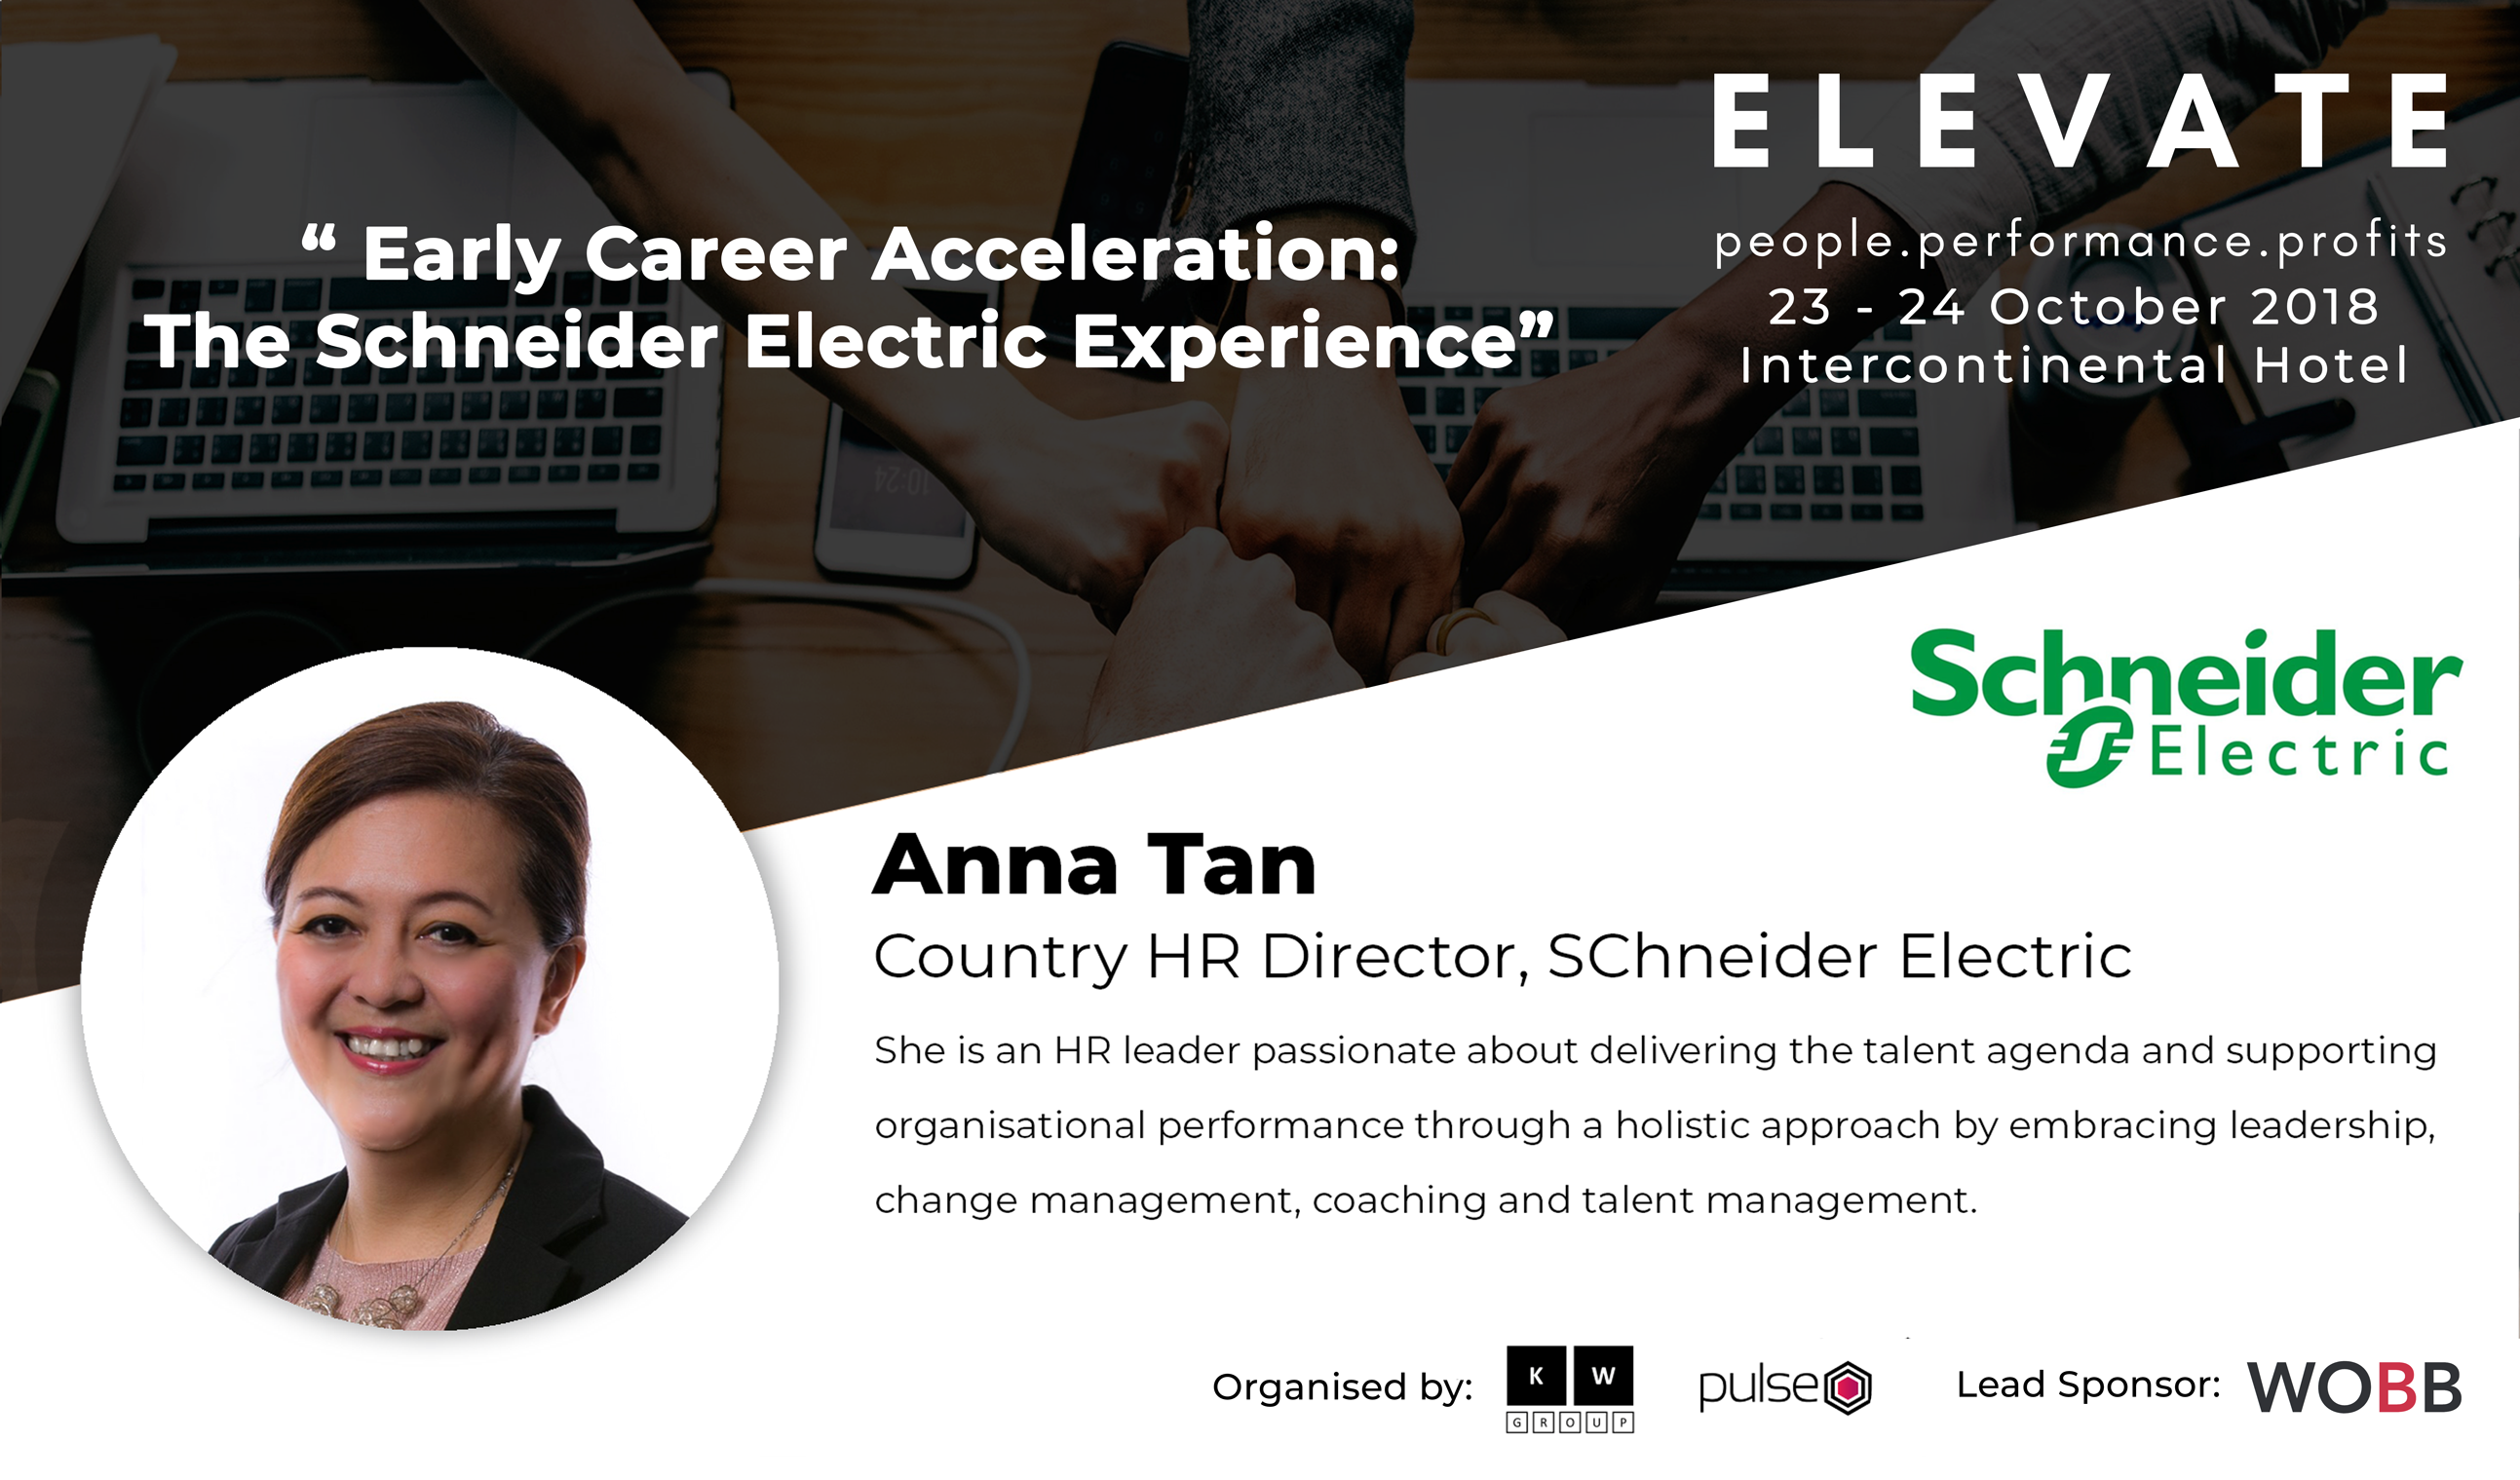 ELEVATE
people.performance.profits
23 - 24 October 2018
Intercontinental Hotel
“ Early Career Acceleration:
The Schneider Electric Experience”
10:24
Schneider
Electric
Anna Tan
Country HR Director, SChneider Electric
She is an HR leader passionate about delivering the talent agenda and supporting
organisational performance through a holistic approach by embracing leadership,
change management, coaching and talent management.
Organised by:
K W
GROUP
pulse
Lead Sponsor:
WOBB